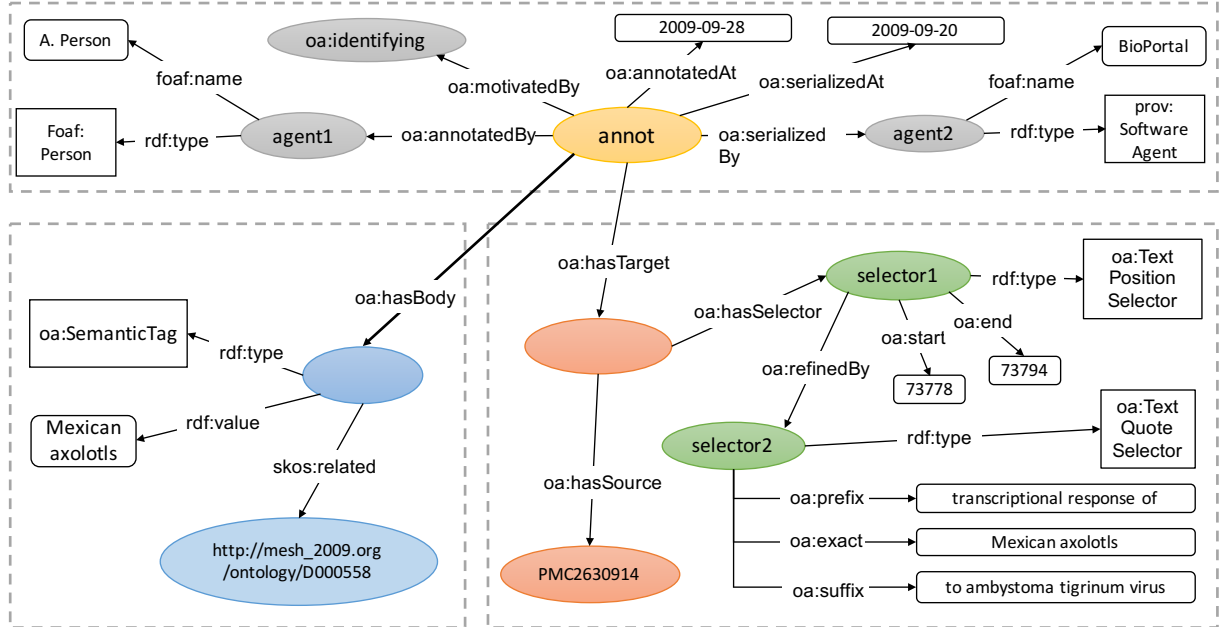 A. Person
oa:identifying
2009-09-28
2009-09-20
BioPortal
foaf:name
oa:motivatedBy
oa:annotatedAt
oa:serializedAt
foaf:name
Foaf:
Person
rdf:type
agent1
oa:annotatedBy
annot
oa:serialized
By
agent2
rdf:type
prov:
Software
Agent
oa:hasBody
oa:SemanticTag
rdf:type
Mexican
axolotls
rdf:value
skos:related
http://mesh_2009.org
/ontology/D000558
oa:hasTarget
oa:hasSelector
selector1
rdf:type
oa:Text
Position
Selector
oa:start
oa:end
73778
73794
oa:refinedBy
selector2
rdf:type
oa:Text
Quote
Selector
oa:hasSource
PMC2630914
oa:prefix
transcriptional response of
oa:exact
Mexican axolotls
oa:suffix
to ambystoma tigrinum virus